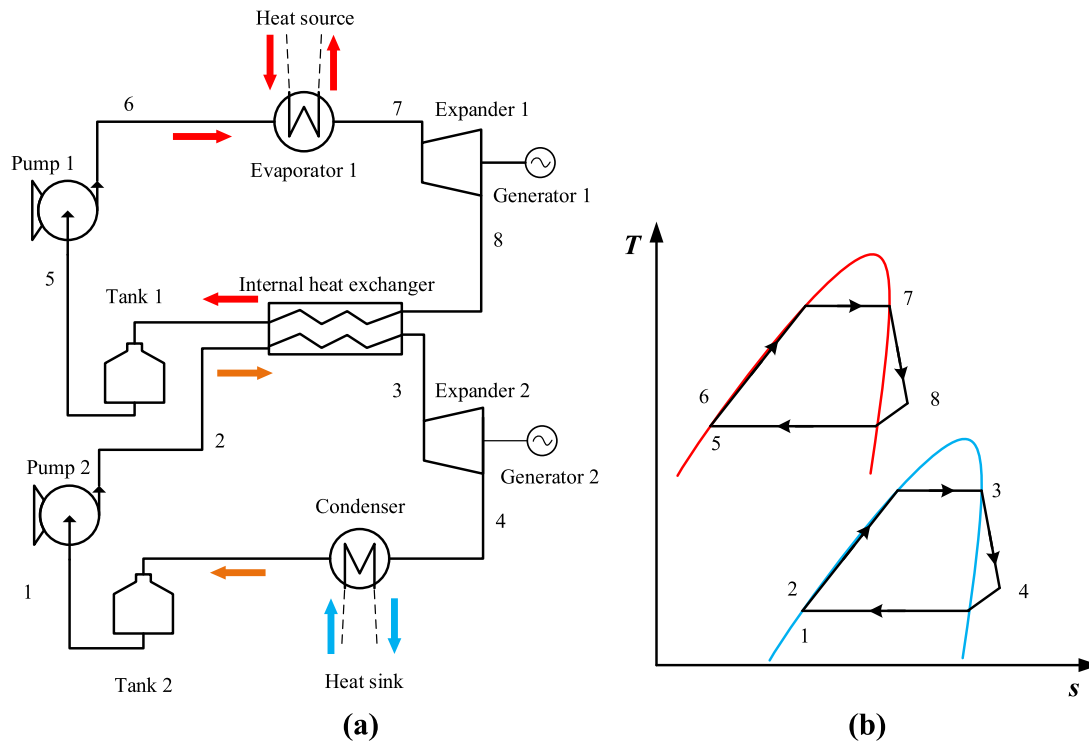 Heat source
6
7
Expander 1
Pump 1
Evaporator 1
Generator 1
5
8
Tank 1
Internal heat exchanger
3
Expander 2
2
Pump 2
Generator 2
Condenser
4
1
Tank 2
Heat sink
(a)
T
7
6
8
5
3
2
4
1
s
(b)